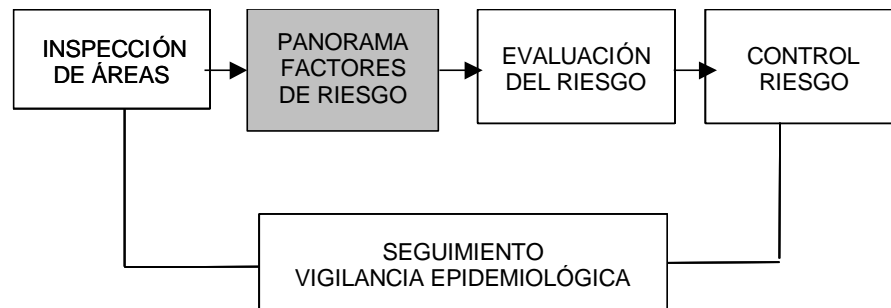 INSPECCIÓN
DE ÁREAS
PANORAMA
FACTORES
DE RIESGO
EVALUACIÓN
DEL RIESGO
CONTROL
RIESGO
SEGUIMIENTO
VIGILANCIA EPIDEMIOLÓGICA